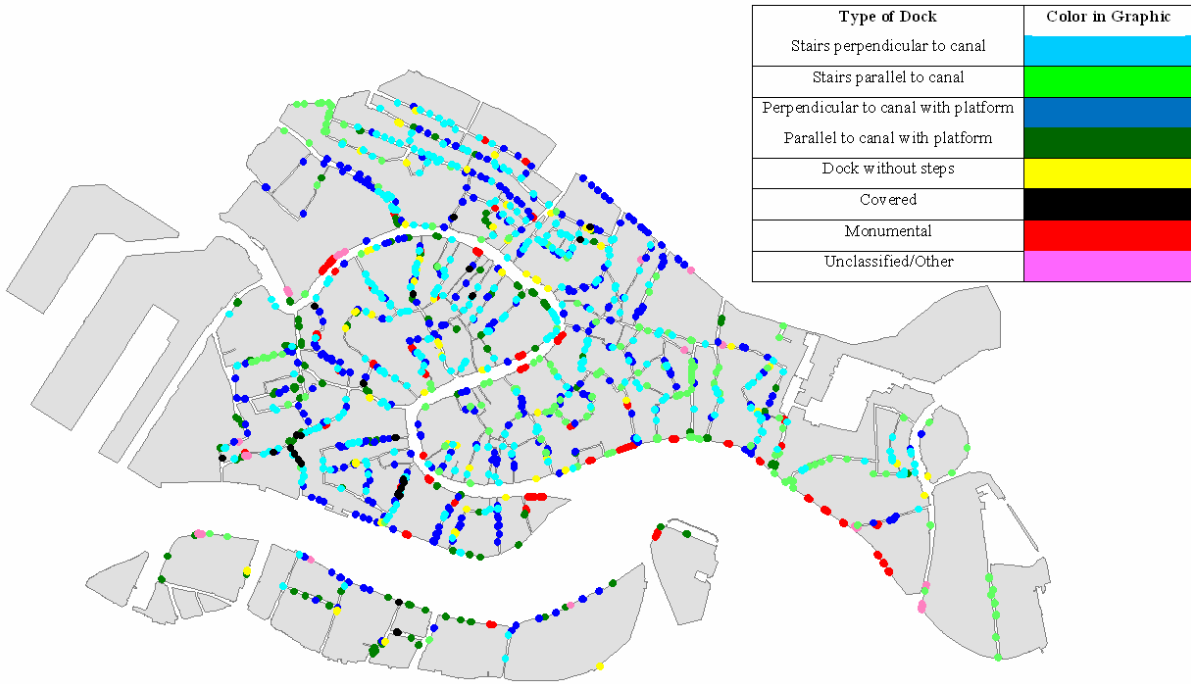 Type of Dock Color in Graphic
Stairs perpendicular to canal
Stairs parallel to canal
Perpendicular to canal with platform
Parallel to canal with platform
Dock without steps
Covered
Monumental
Unclassified/Other